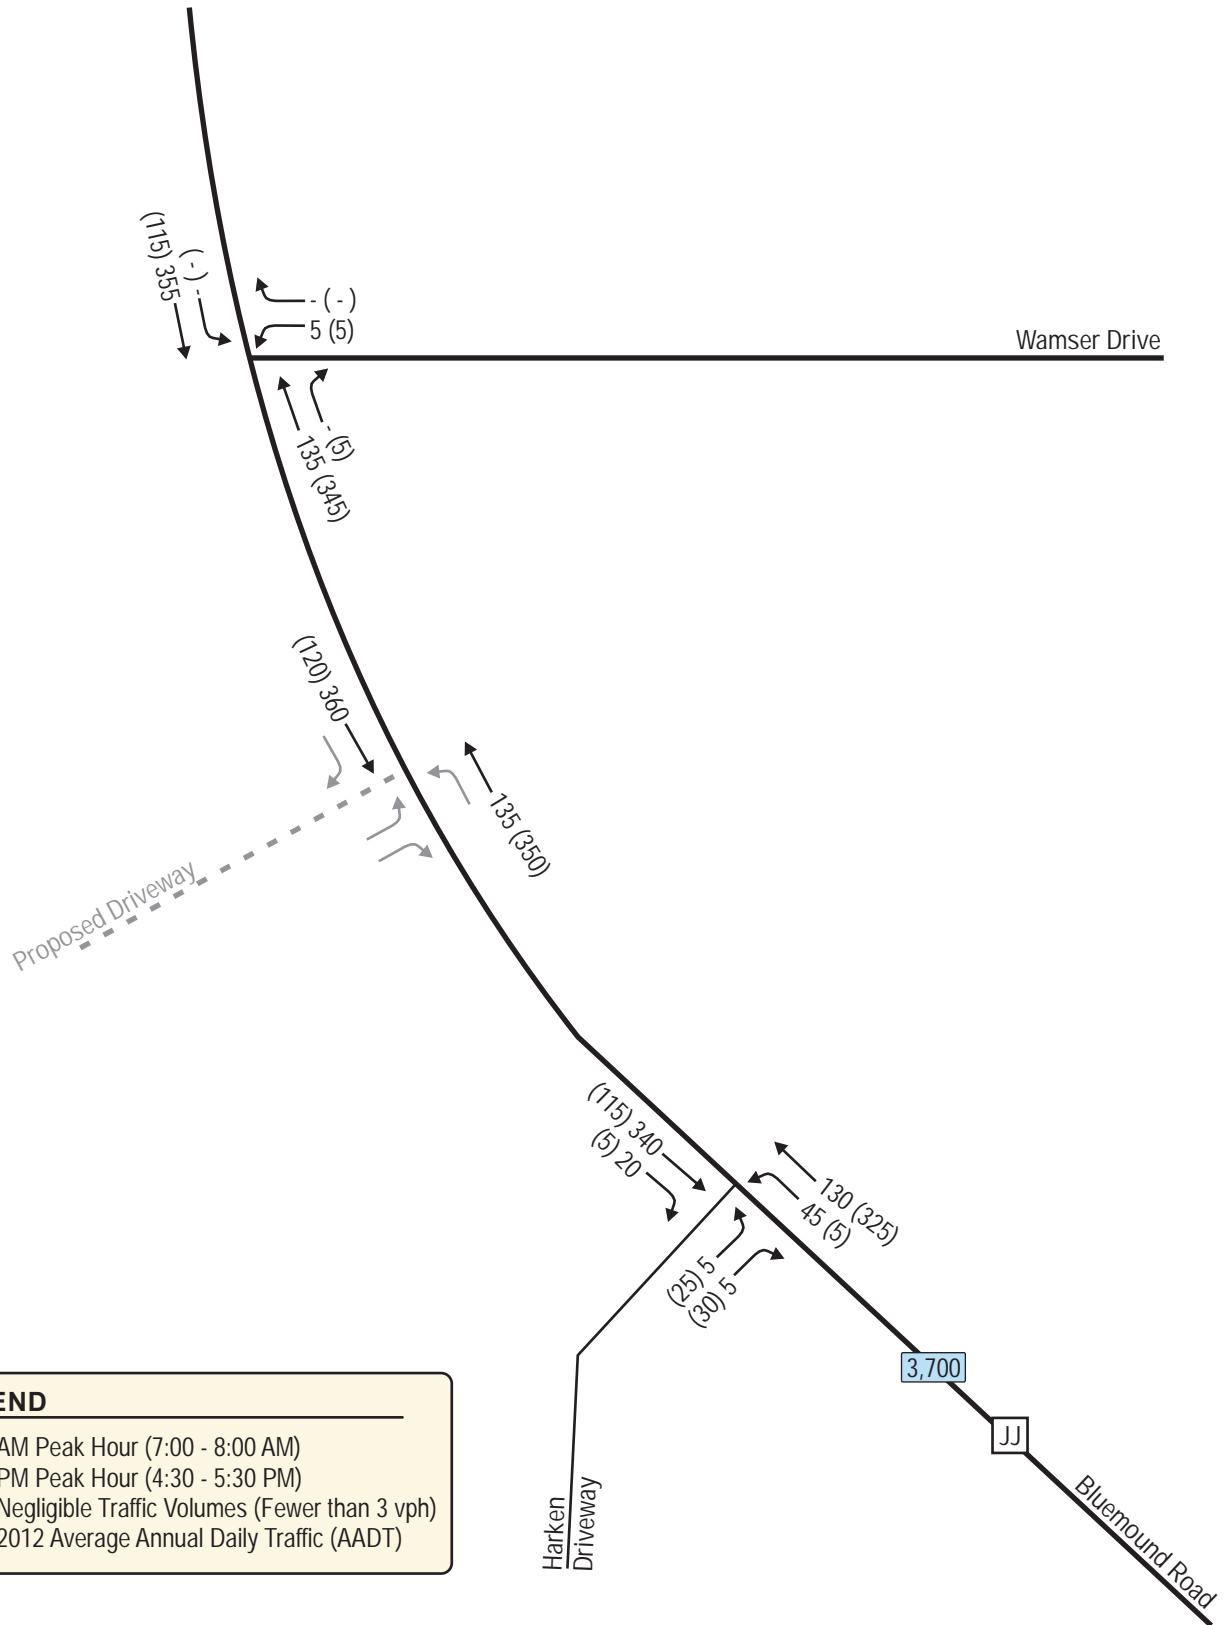 (115) 355
( - ) -
- ( - )
5 (5)
Wamser Drive
- (5)
135 (345)
(120) 360
135 (350)
Proposed Driveway
(115) 340
(5) 20
130 (325)
45 (5)
(25) 5
(30) 5
3,700
JJ
Bluemound Road
Harken
Driveway
END
AM Peak Hour (7:00 - 8:00 AM)
PM Peak Hour (4:30 - 5:30 PM)
Negligible Traffic Volumes (Fewer than 3 vph)
2012 Average Annual Daily Traffic (AADT)